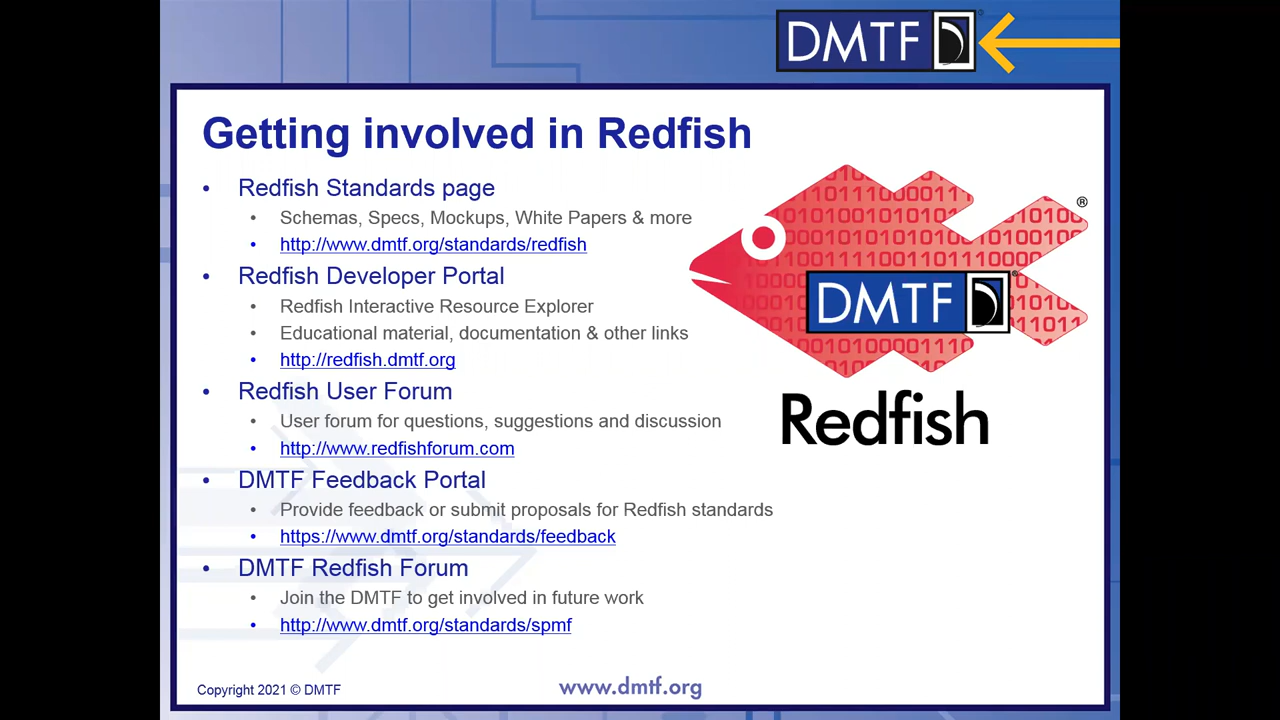 DMTF
Getting involved in Redfish
• Redfish Standards page
• Schemas, Specs, Mockups, White Papers & more
• http://www.dmtf.org/standards/redfish
• Redfish Developer Portal
• Redfish Interactive Resource Explorer
• Educational material, documentation & other links
• http://redfish.dmtf.org
• Redfish User Forum
• User forum for questions, suggestions and discussion
• http://www.redfishforum.com
• DMTF Feedback Portal
• Provide feedback or submit proposals for Redfish standards
• https://www.dmtf.org/standards/feedback
• DMTF Redfish Forum
• Join the DMTF to get involved in future work
• http://www.dmtf.org/standards/spmf
®
DMTF
Redfish
Copyright 2021 © DMTF
www.dmtf.org